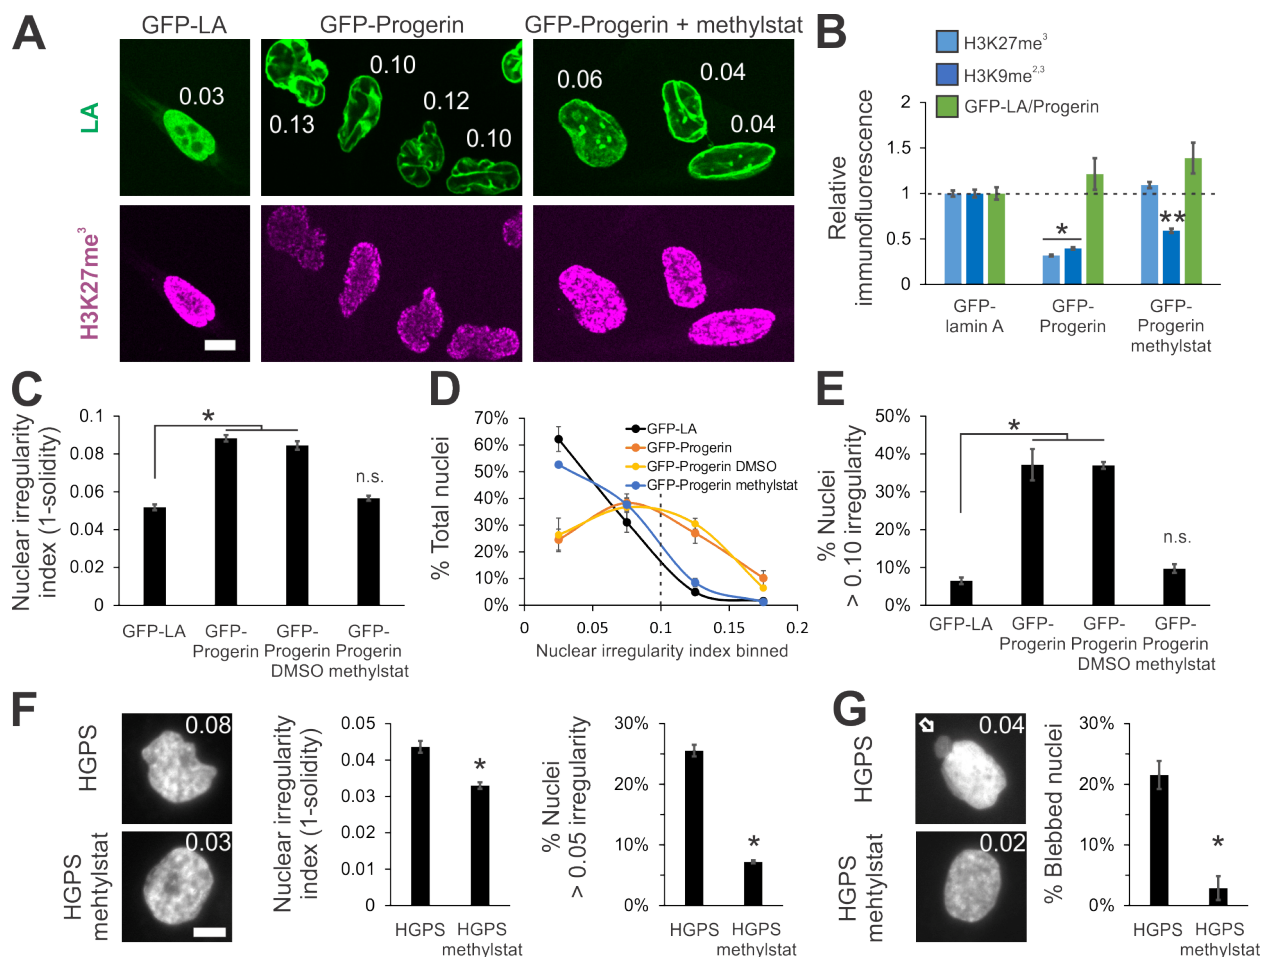 A
GFP-LA
GFP-Progerin
GFP-Progerin + methylstat
LA
0.03
0.13
0.10
0.12
0.10
0.06
0.04
0.04
H3K27me3
B
H3K27me3
H3K9me2,3
GFP-LA/Progerin
Relative
immunofluorescence
2
1.5
1
0.5
0
*
**
GFP-
lamin A
GFP-
Progerin
GFP-
Progerin
methylstat
C
Nuclear irregularity
index (1-solidity)
0.1
0.08
0.06
0.04
0.02
0
*
n.s.
GFP-LA
GFP-
Progerin
GFP-
Progerin
DMSO
GFP-
Progerin
methylstat
D
% Total nuclei
70%
60%
50%
40%
30%
20%
10%
0%
GFP-LA
GFP-Progerin
GFP-Progerin DMSO
GFP-Progerin methylstat
0
0.05
0.1
0.15
0.2
Nuclear irregularity index binned
E
% Nuclei
> 0.10 irregularity
50%
40%
30%
20%
10%
0%
*
n.s.
GFP-LA
GFP-
Progerin
GFP-
Progerin
DMSO
GFP-
Progerin
methylstat
F
HGPS
0.08
HGPS
mehtylstat
0.03
Nuclear irregularity
index (1-solidity)
0.05
0.04
0.03
0.02
0.01
0
*
HGPS
HGPS
methylstat
% Nuclei
> 0.05 irregularity
30%
20%
10%
0%
*
HGPS
HGPS
methylstat
G
HGPS
0.04
HGPS
mehtylstat
0.02
% Blebbed nuclei
30%
20%
10%
0%
*
HGPS
HGPS
methylstat